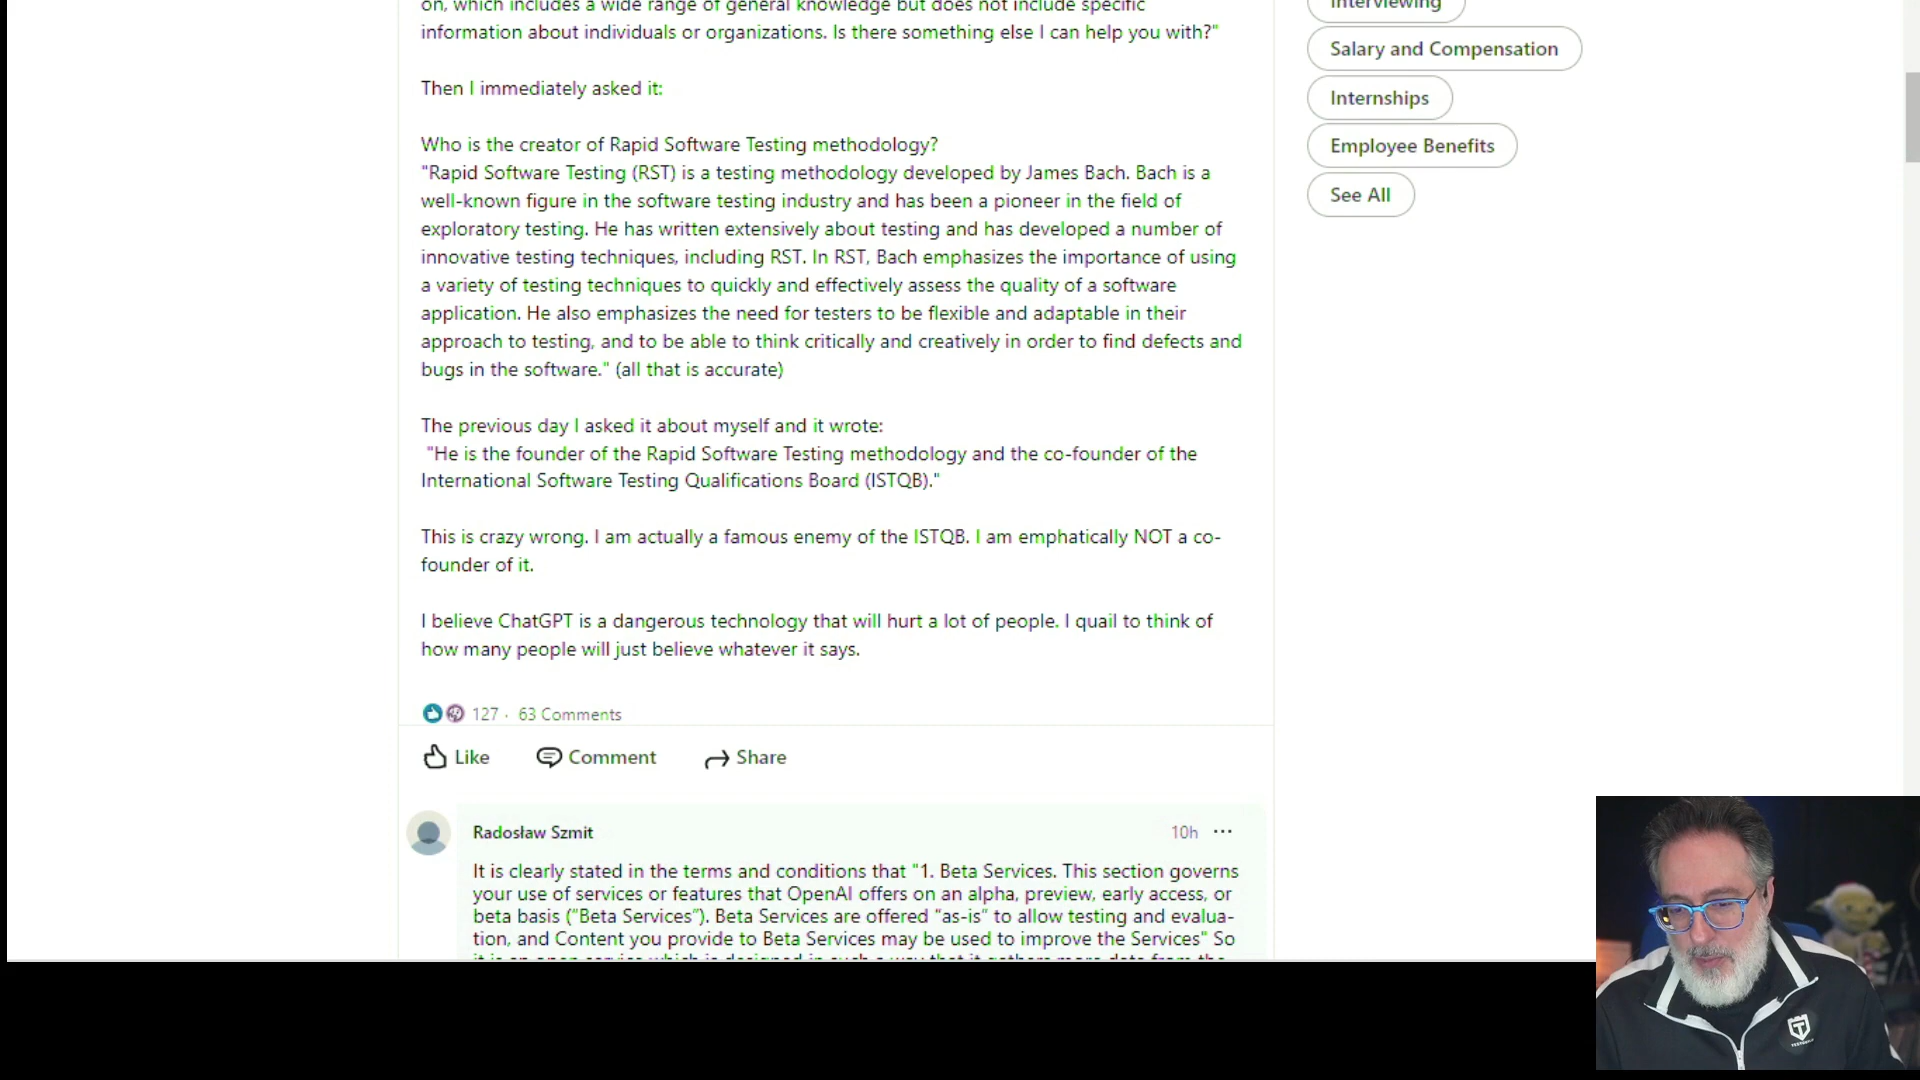 on, which includes a wide range of general knowledge but does not include specific
information about individuals or organizations. Is there something else I can help you with?"
Then I immediately asked it:
Who is the creator of Rapid Software Testing methodology?
"Rapid Software Testing (RST) is a testing methodology developed by James Bach. Bach is a
well-known figure in the software testing industry and has been a pioneer in the field of
exploratory testing. He has written extensively about testing and has developed a number of
innovative testing techniques, including RST. In RST, Bach emphasizes the importance of using
a variety of testing techniques to quickly and effectively assess the quality of a software
application. He also emphasizes the need for testers to be flexible and adaptable in their
approach to testing, and to be able to think critically and creatively in order to find defects and
bugs in the software." (all that is accurate)
The previous day I asked it about myself and it wrote:
"He is the founder of the Rapid Software Testing methodology and the co-founder of the
International Software Testing Qualifications Board (ISTQB)."
This is crazy wrong. I am actually a famous enemy of the ISTQB. I am emphatically NOT a co-
founder of it.
I believe ChatGPT is a dangerous technology that will hurt a lot of people. I quail to think of
how many people will just believe whatever it says.
127 · 63 Comments
Like Comment Share
Radosław Szmit 10h ···
It is clearly stated in the terms and conditions that "1. Beta Services. This section governs
your use of services or features that OpenAI offers on an alpha, preview, early access, or
beta basis ("Beta Services"). Beta Services are offered "as-is" to allow testing and evalua-
tion, and Content you provide to Beta Services may be used to improve the Services" So
Interviewing
Salary and Compensation
Internships
Employee Benefits
See All